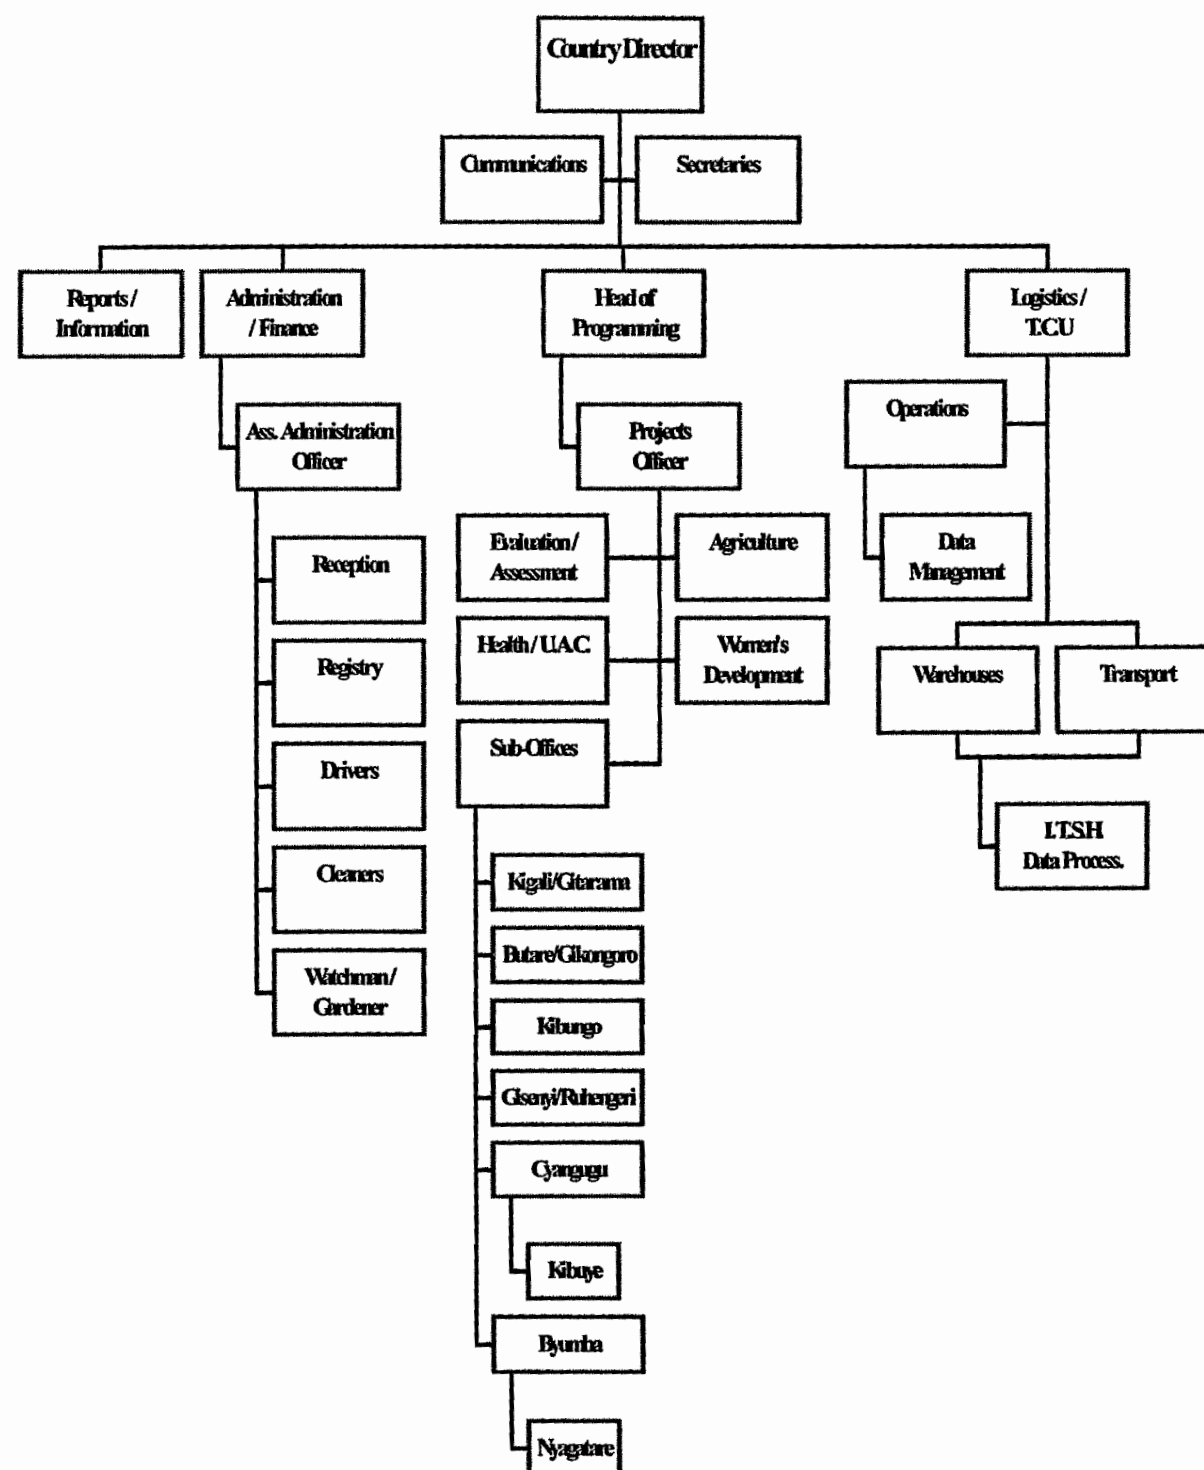 Country Director
Communications
Secretaries
Reports /
Information
Administration
/ Finance
Head of
Programming
Logistics /
T.C.U
Ass. Administration
Officer
Projects
Officer
Operations
Evaluation /
Assessment
Agriculture
Data
Management
Reception
Health / U.A.C.
Women's
Development
Registry
Warehouses
Transport
Sub-Offices
Drivers
I.T.S.H.
Data Process.
Cleaners
Kigali/Gitarama
Butare/Gikongoro
Watchman /
Gardener
Kibungo
Gisenyi/Ruhengeri
Cyangugu
Kibuye
Byumba
Nyagatare